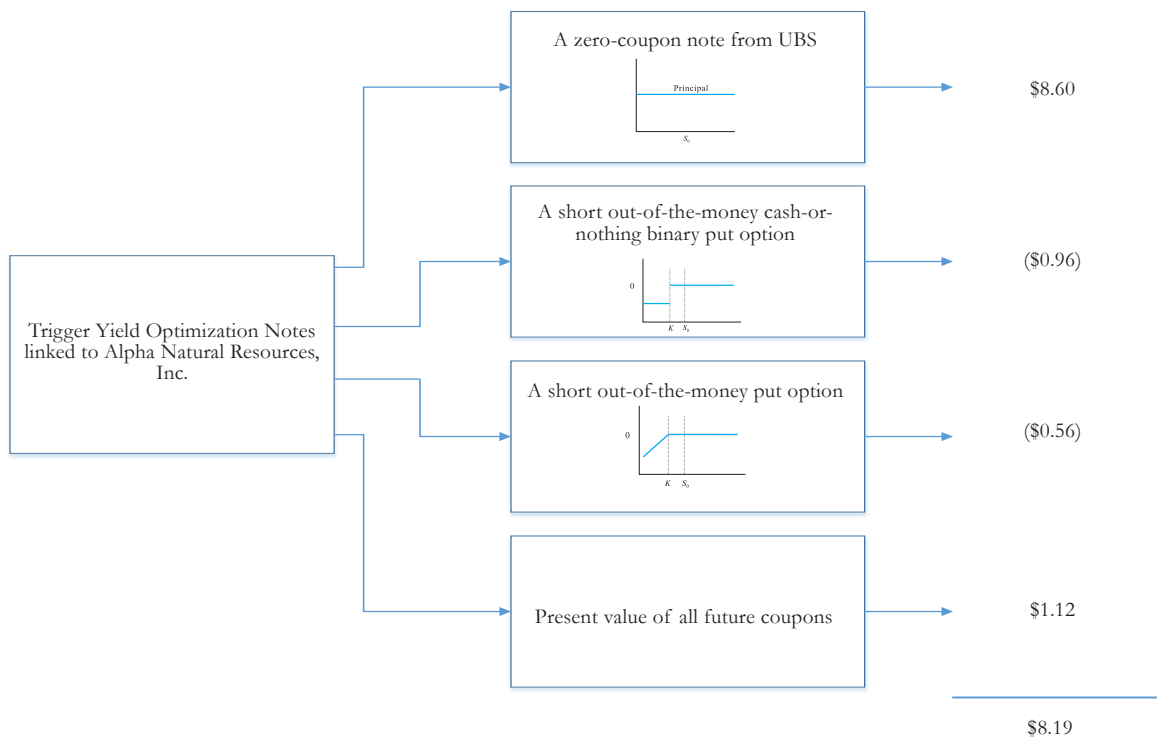 A zero-coupon note from UBS
Principal
S₀
$8.60
A short out-of-the-money cash-or-
nothing binary put option
0
K
S₀
($0.96)
Trigger Yield Optimization Notes
linked to Alpha Natural Resources,
Inc.
A short out-of-the-money put option
0
K
S₀
($0.56)
Present value of all future coupons
$1.12
$8.19